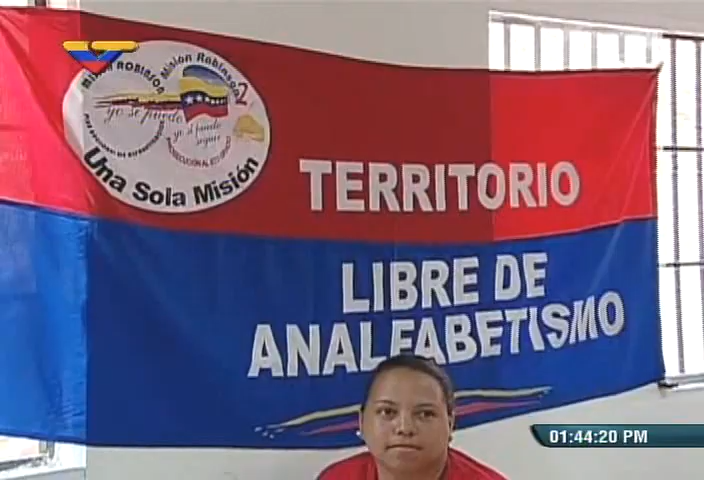 Misión Robinson
MISIÓN ROBINSON
2
yo sí puedo
yo sí puedo
seguir
Una Sola Misión
TERRITORIO
LIBRE DE
ANALFABETISMO
01:44:20 PM